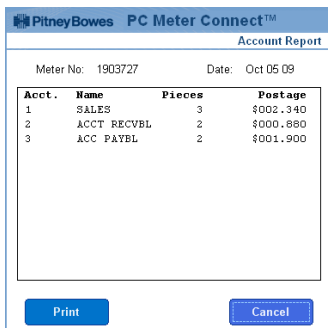 PitneyBowes PC Meter Connect™
Account Report
Meter No: 1903727 Date: Oct 05 09
Acct. Name Pieces Postage
1 SALES 3 $002.340
2 ACCT RECVBL 2 $000.880
3 ACC PAYBL 2 $001.900
Print Cancel